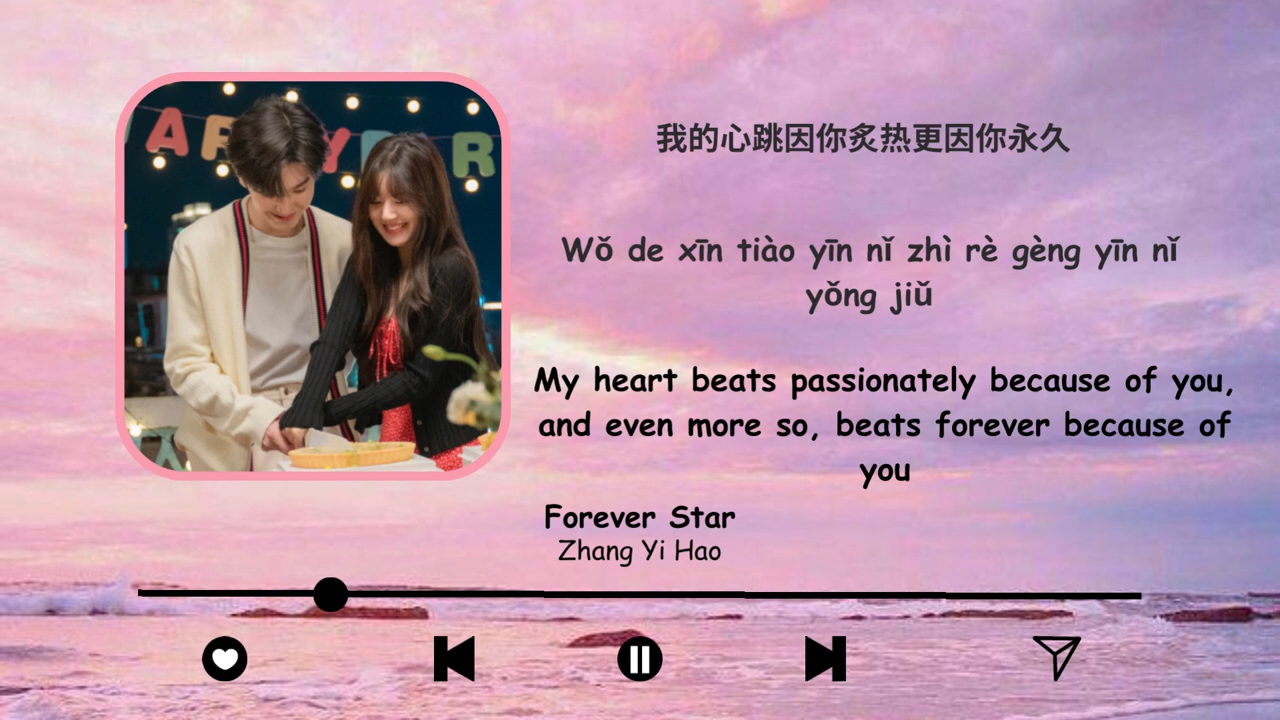 AR Y R
我的心跳因你炙热更因你永久
Wǒ de xīn tiào yīn nǐ zhì rè gèng yīn nǐ
yǒng jiǔ
My heart beats passionately because of you,
and even more so, beats forever because of
you
Forever Star
Zhang Yi Hao